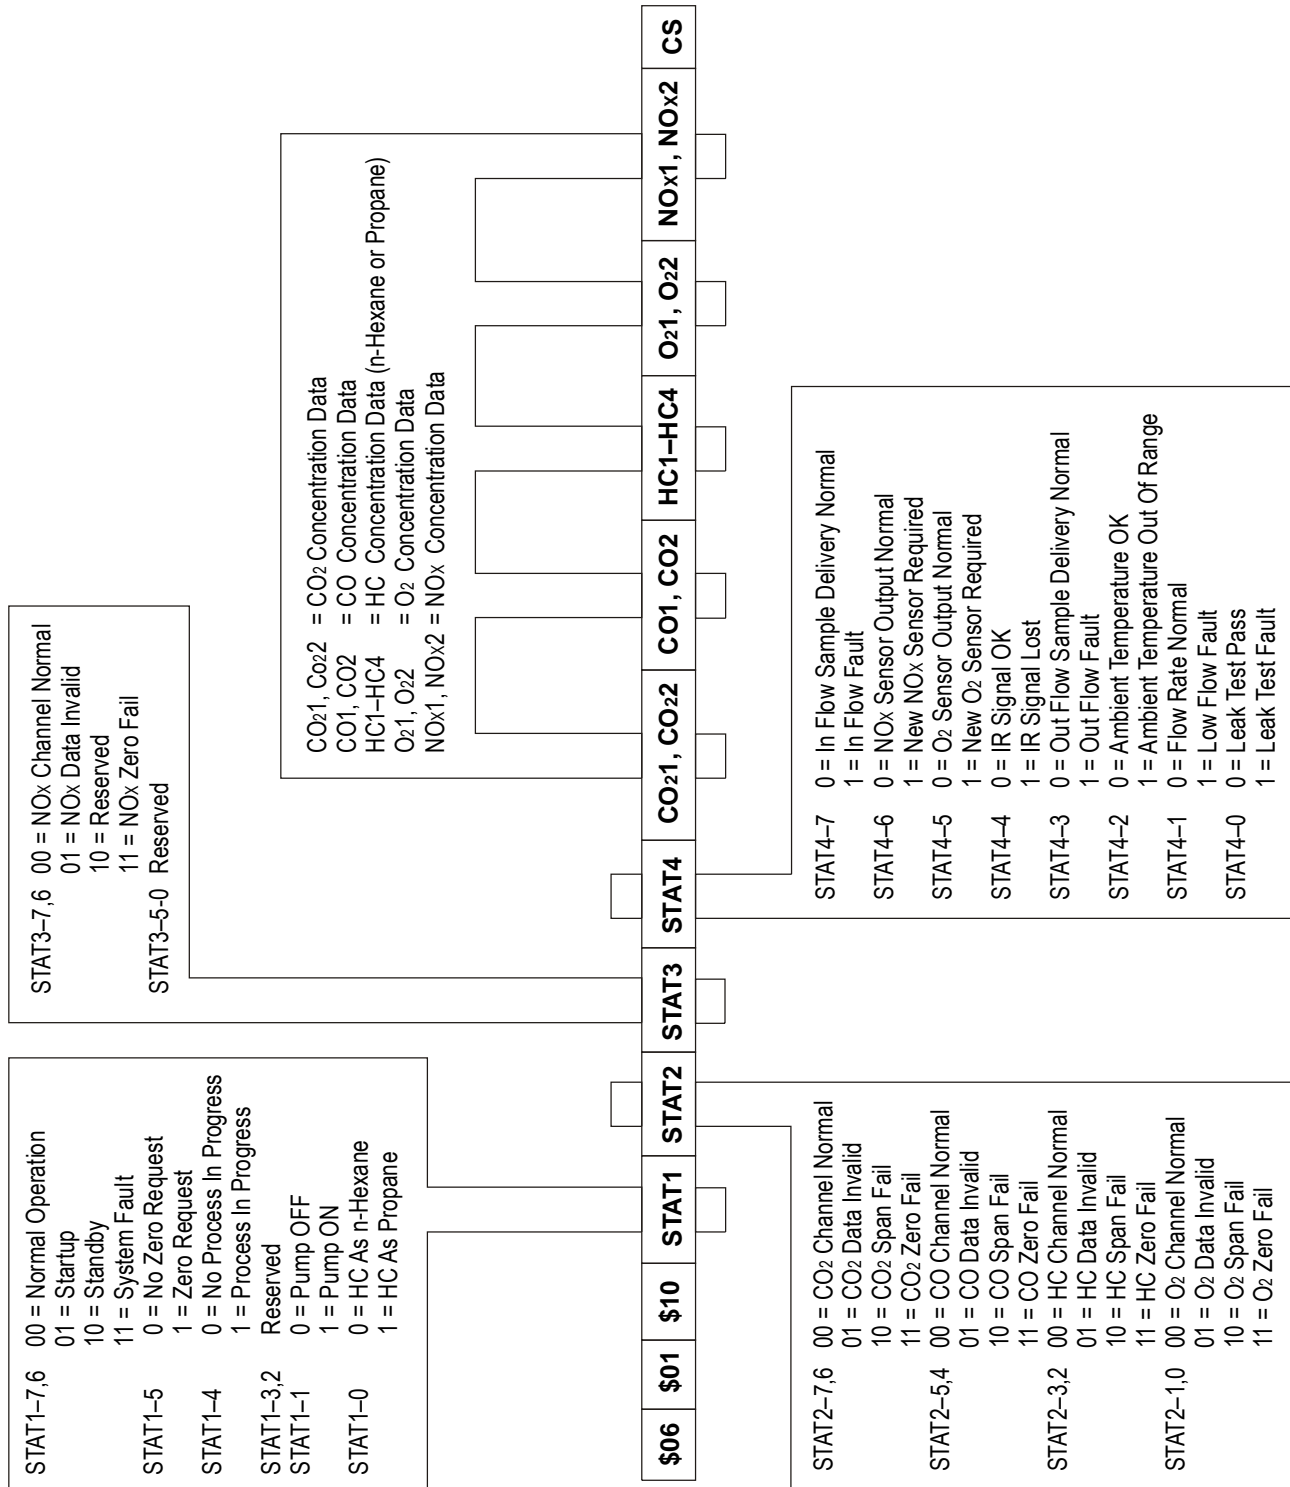 STAT1–7,6 00 = Normal Operation
01 = Startup
10 = Standby
11 = System Fault
STAT1–5 0 = No Zero Request
1 = Zero Request
STAT1–4 0 = No Process In Progress
1 = Process In Progress
STAT1–3,2 Reserved
STAT1–1 0 = Pump OFF
1 = Pump ON
STAT1–0 0 = HC As n-Hexane
1 = HC As Propane
STAT3–7,6 00 = NOx Channel Normal
01 = NOx Data Invalid
10 = Reserved
11 = NOx Zero Fail
STAT3–5-0 Reserved
CO21, Co22 = CO2 Concentration Data
CO1, CO2 = CO Concentration Data
HC1–HC4 = HC Concentration Data (n-Hexane or Propane)
O21, O22 = O2 Concentration Data
NOx1, NOx2 = NOx Concentration Data
$06 $01 $10 STAT1 STAT2 STAT3 STAT4 CO21, CO22 CO1, CO2 HC1–HC4 O21, O22 NOx1, NOx2 CS
STAT2–7,6 00 = CO2 Channel Normal
01 = CO2 Data Invalid
10 = CO2 Span Fail
11 = CO2 Zero Fail
STAT2–5,4 00 = CO Channel Normal
01 = CO Data Invalid
10 = CO Span Fail
11 = CO Zero Fail
STAT2–3,2 00 = HC Channel Normal
01 = HC Data Invalid
10 = HC Span Fail
11 = HC Zero Fail
STAT2–1,0 00 = O2 Channel Normal
01 = O2 Data Invalid
10 = O2 Span Fail
11 = O2 Zero Fail
STAT4–7 0 = In Flow Sample Delivery Normal
1 = In Flow Fault
STAT4–6 0 = NOx Sensor Output Normal
1 = New NOx Sensor Required
STAT4–5 0 = O2 Sensor Output Normal
1 = New O2 Sensor Required
STAT4–4 0 = IR Signal OK
1 = IR Signal Lost
STAT4–3 0 = Out Flow Sample Delivery Normal
1 = Out Flow Fault
STAT4–2 0 = Ambient Temperature OK
1 = Ambient Temperature Out Of Range
STAT4–1 0 = Flow Rate Normal
1 = Low Flow Fault
STAT4–0 0 = Leak Test Pass
1 = Leak Test Fault